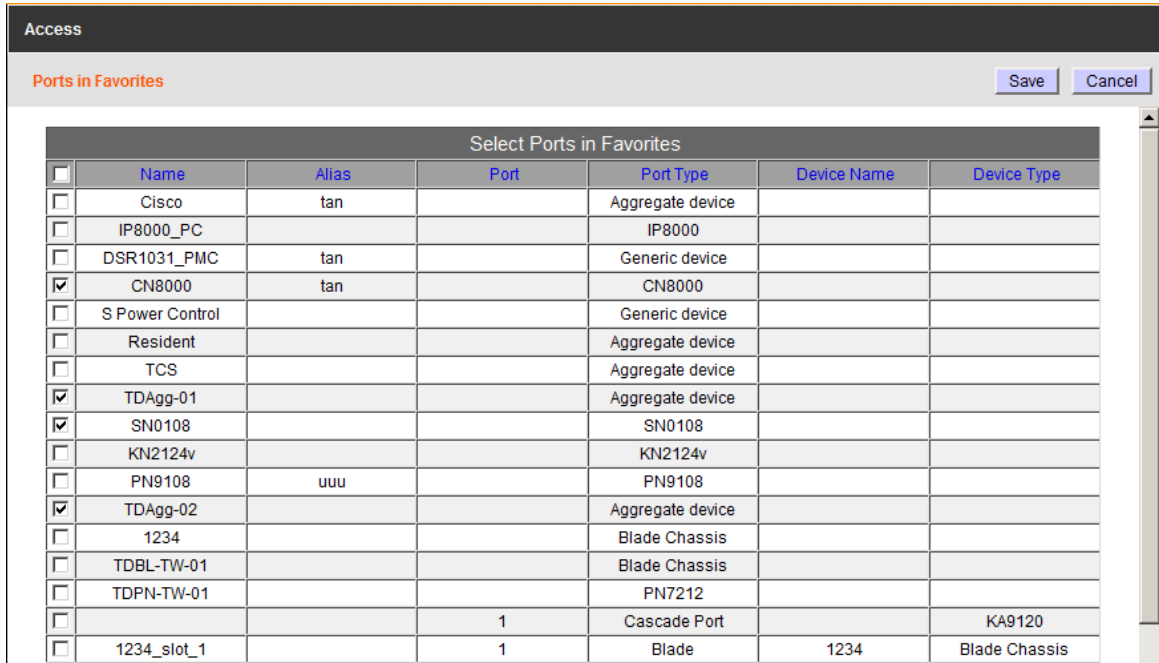 Access
Ports in Favorites Save Cancel
Select Ports in Favorites
Name Alias Port Port Type Device Name Device Type
Cisco tan Aggregate device
IP8000_PC IP8000
DSR1031_PMC tan Generic device
CN8000 tan CN8000
S Power Control Generic device
Resident Aggregate device
TCS Aggregate device
TDAgg-01 Aggregate device
SN0108 SN0108
KN2124v KN2124v
PN9108 uuu PN9108
TDAgg-02 Aggregate device
1234 Blade Chassis
TDBL-TW-01 Blade Chassis
TDPN-TW-01 PN7212
1 Cascade Port KA9120
1234_slot_1 1 Blade 1234 Blade Chassis